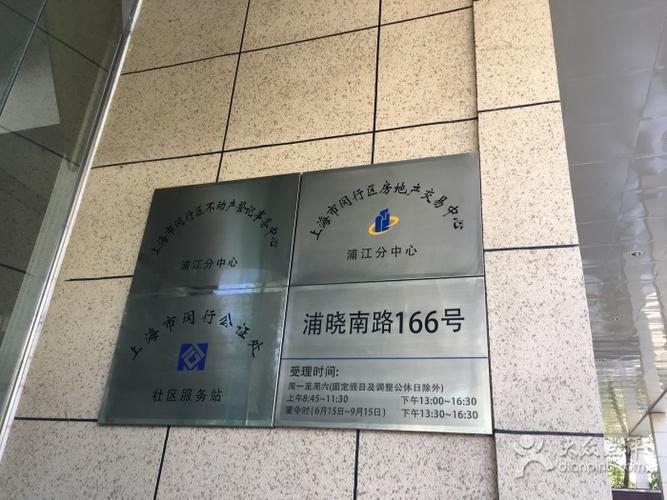 上海市闵行区不动产登记事务中心
浦江分中心
上海市闵行区房地产交易中心
浦江分中心
上海市闵行公证处
社区服务站
浦晓南路166号
受理时间:
周一至周六(固定假日及调整公休日除外)
上午8:45~11:30 下午13:00~16:30
夏令时(6月15日~9月15日) 下午13:30~16:30
大众点评
dianping.com